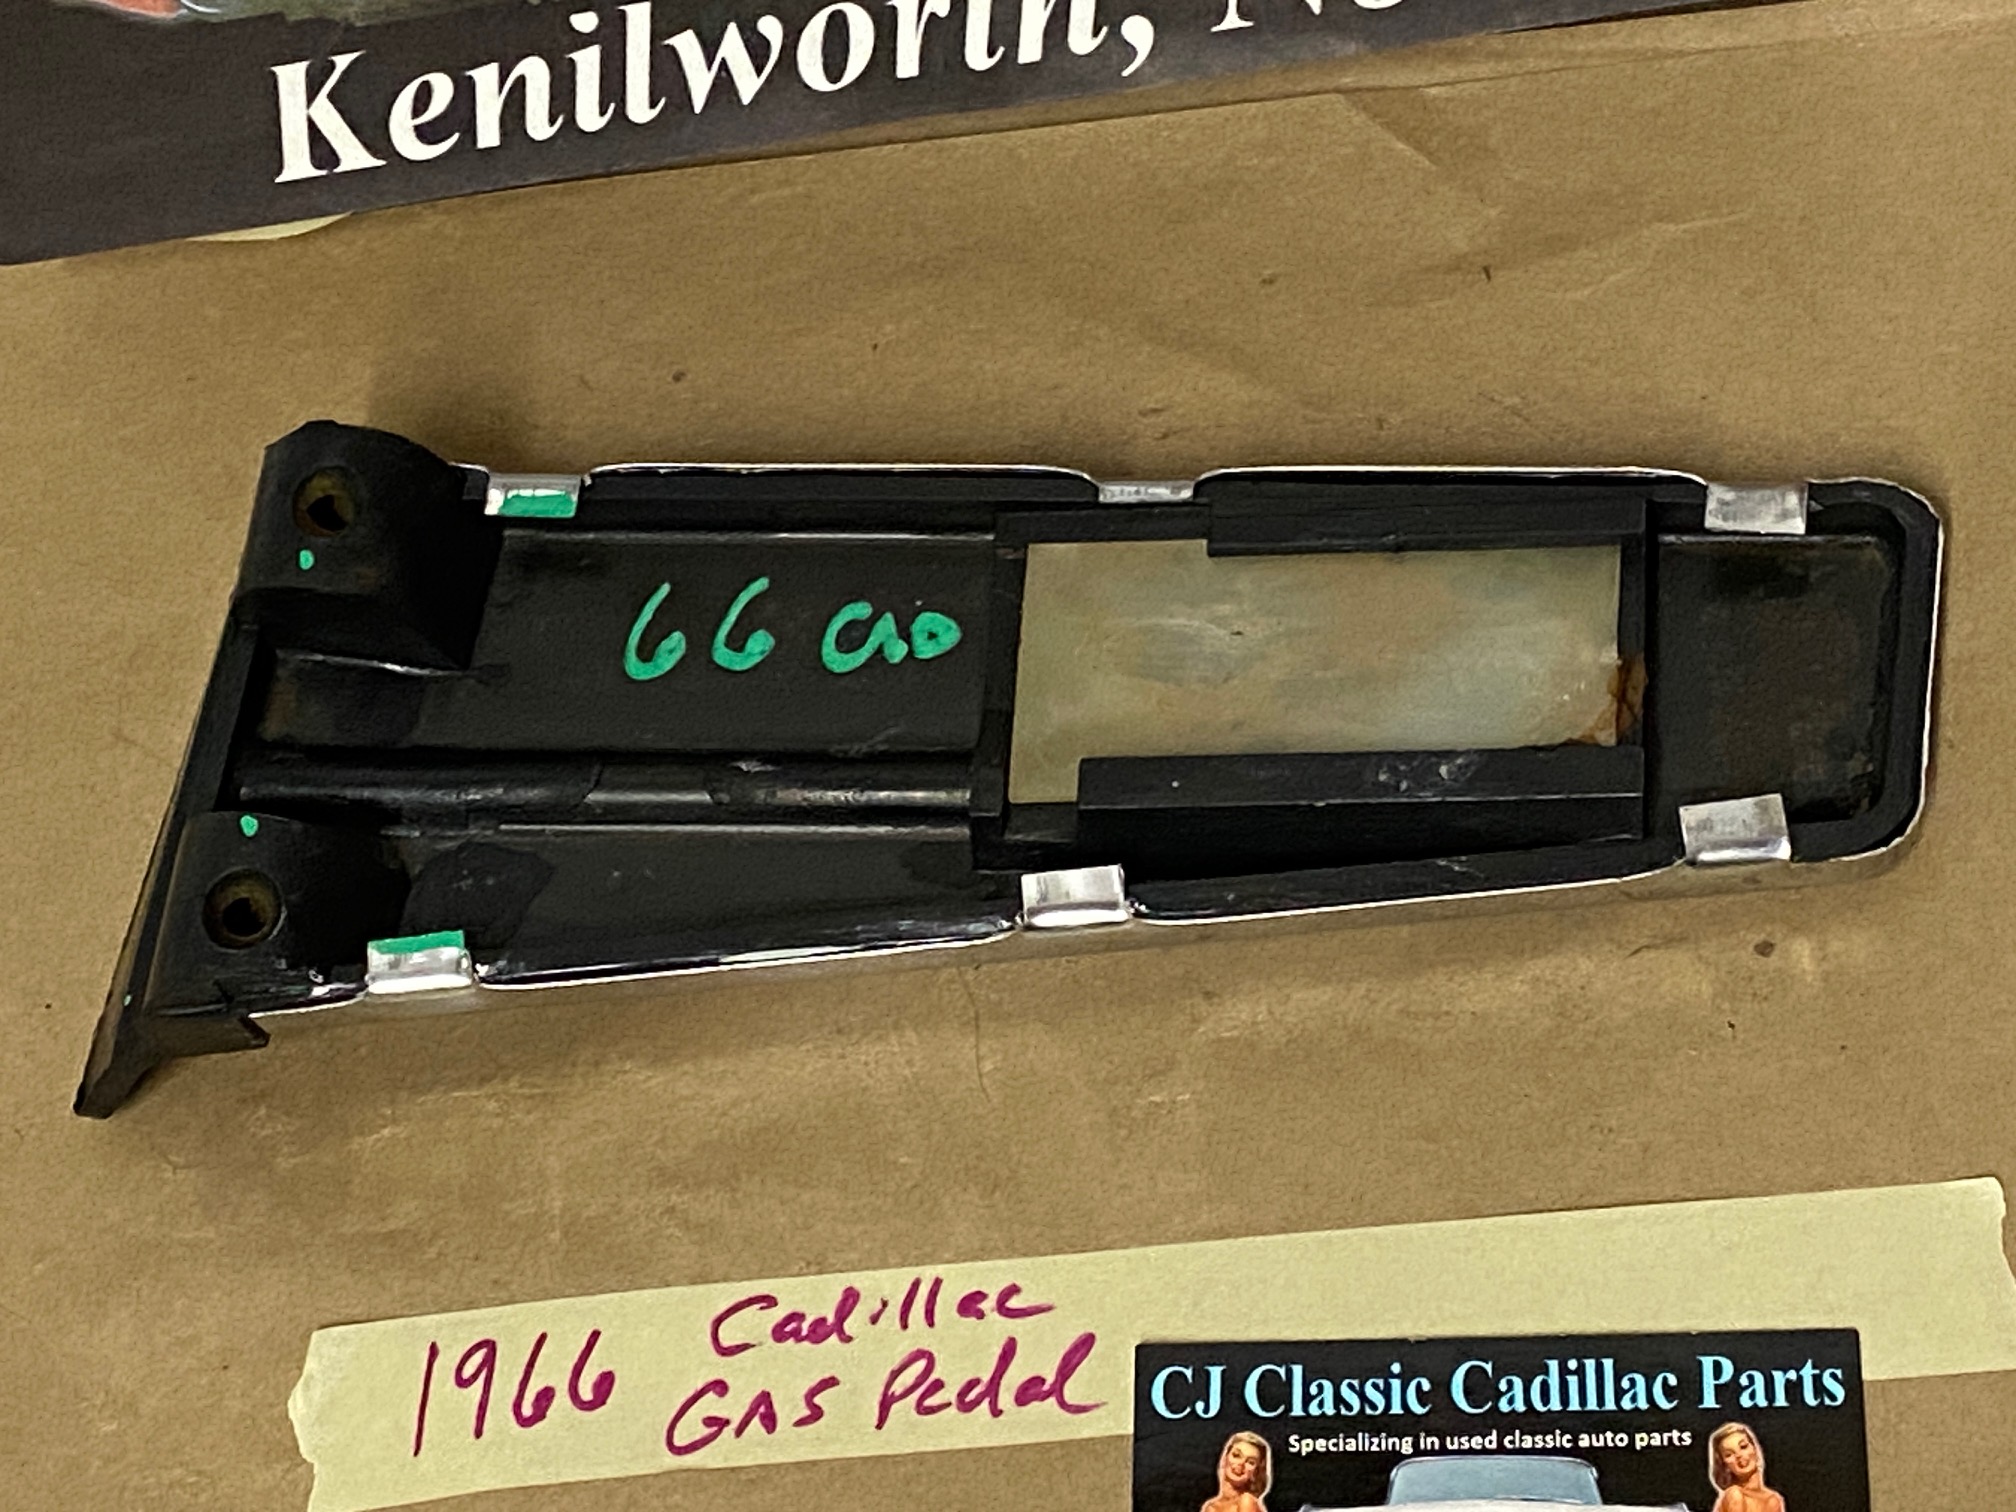 Kenilworth,
66 CAD
1966 Cadillac
GAS Pedal
CJ Classic Cadillac Parts
Specializing in used classic auto parts